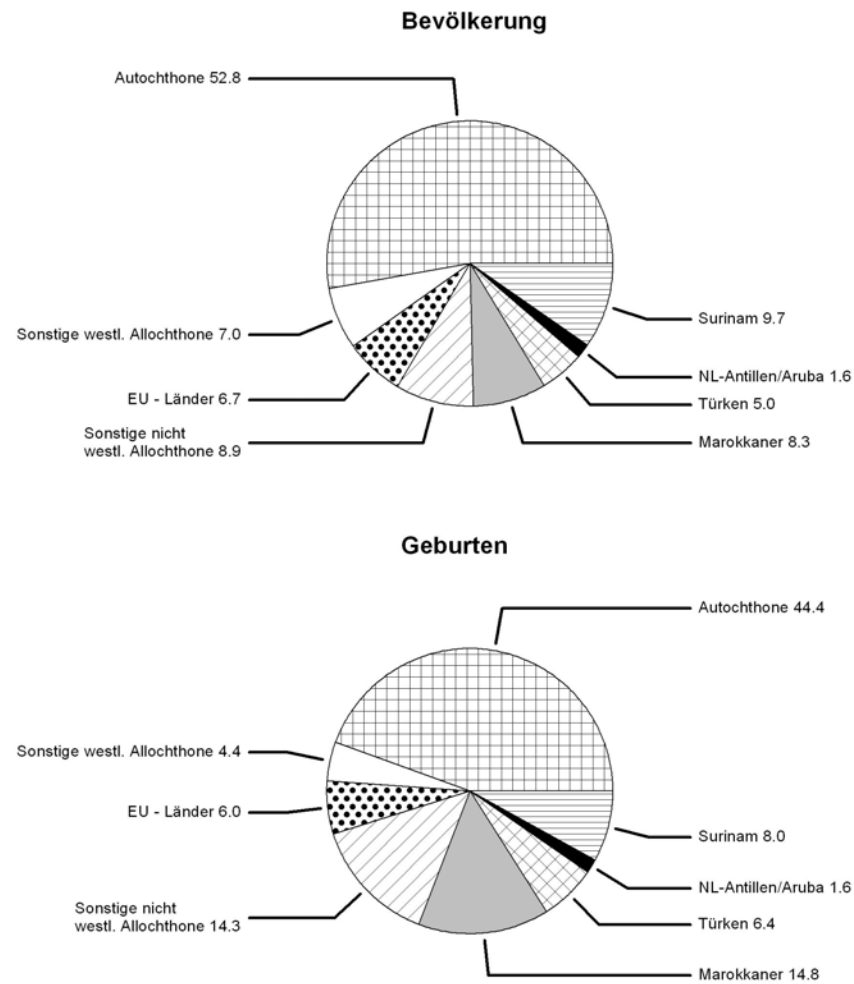 Bevölkerung
Autochthone 52.8
Surinam 9.7
Sonstige westl. Allochthone 7.0
NL-Antillen/Aruba 1.6
EU - Länder 6.7
Türken 5.0
Sonstige nicht
westl. Allochthone 8.9
Marokkaner 8.3
Geburten
Autochthone 44.4
Sonstige westl. Allochthone 4.4
EU - Länder 6.0
Surinam 8.0
NL-Antillen/Aruba 1.6
Sonstige nicht
westl. Allochthone 14.3
Türken 6.4
Marokkaner 14.8